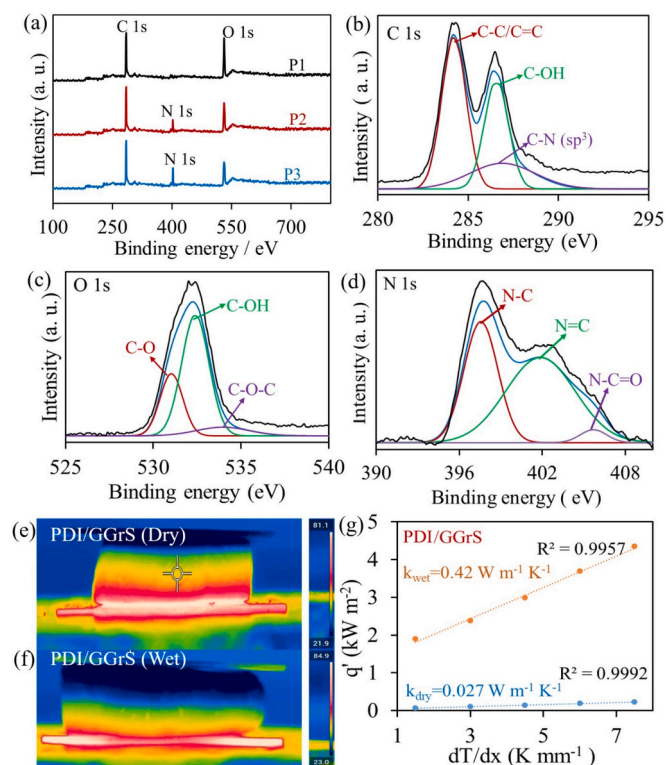 (a)
C 1s
O 1s
P1
N 1s
P2
N 1s
P3
Intensity (a. u.)
100 250 400 550 700
Binding energy / eV
(b)
C 1s
C-C/C=C
C-OH
C-N (sp³)
Intensity (a. u.)
280 285 290 295
Binding energy (eV)
(c)
O 1s
C-OH
C-O
C-O-C
Intensity (a. u.)
525 530 535 540
Binding energy (eV)
(d)
N 1s
N-C
N=C
N-C=O
Intensity (a. u.)
390 396 402 408
Binding energy ( eV)
(e)
PDI/GGrS (Dry)
81.1
21.9
(f)
PDI/GGrS (Wet)
84.9
23.0
(g)
PDI/GGrS
R² = 0.9957
k_wet=0.42 W m⁻¹ K⁻¹
R² = 0.9992
k_dry=0.027 W m⁻¹ K⁻¹
q' (kW m⁻²)
5
4
3
2
1
0
1 3 5 7
dT/dx (K mm⁻¹)